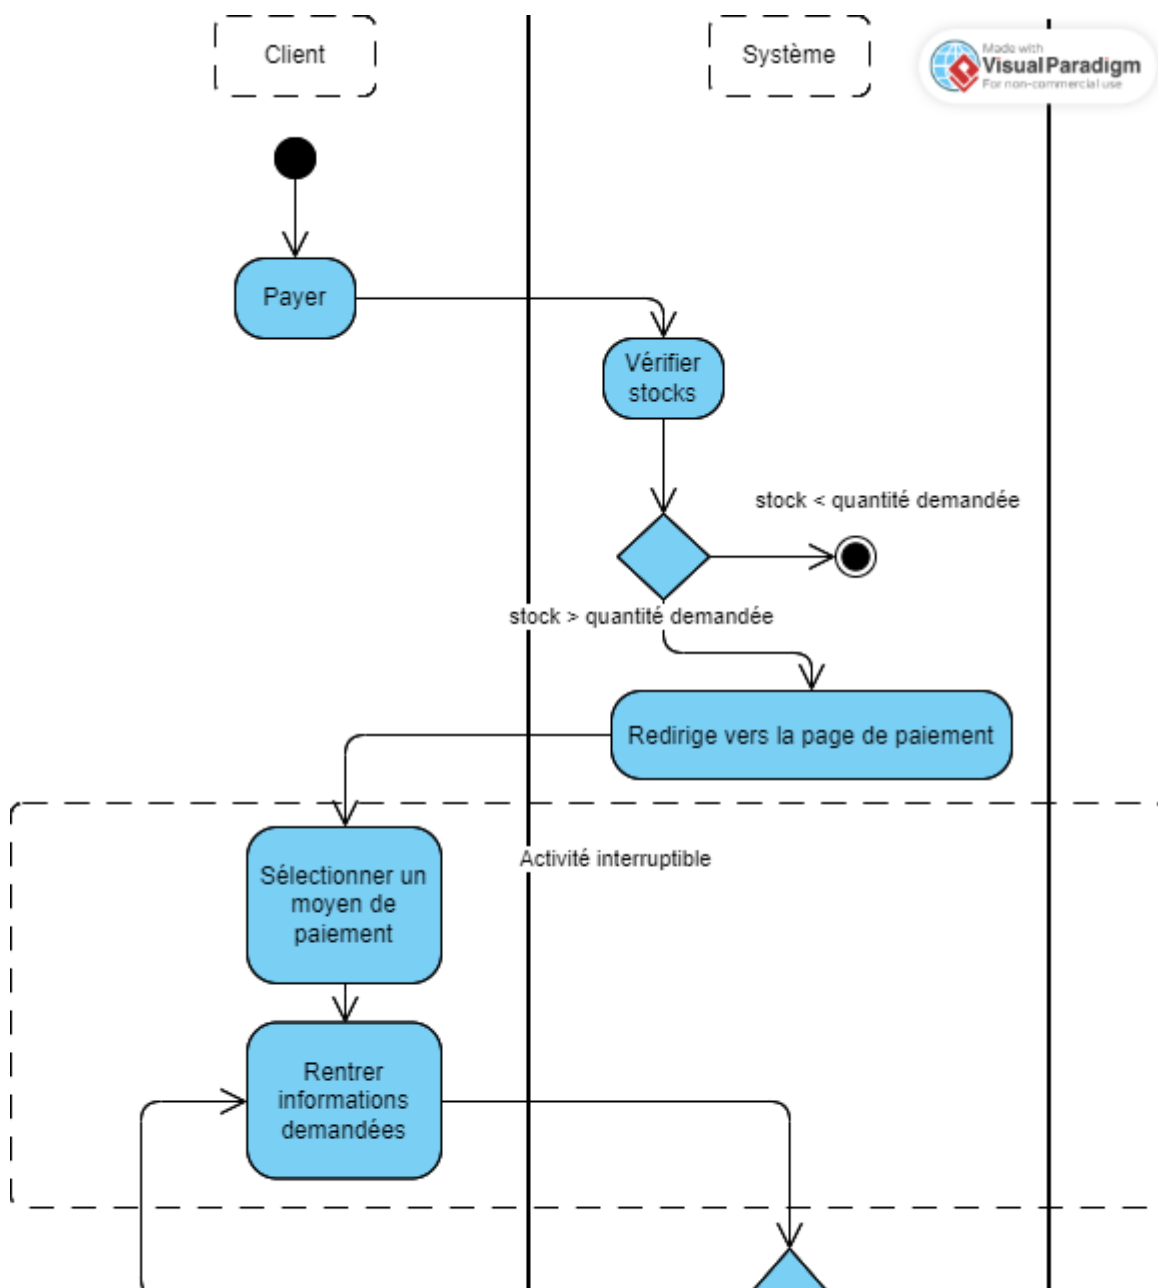 Client
Système
Made with
Visual Paradigm
For non-commercial use
Payer
Vérifier
stocks
stock < quantité demandée
stock > quantité demandée
Redirige vers la page de paiement
Activité interruptible
Sélectionner un
moyen de
paiement
Rentrer
informations
demandées